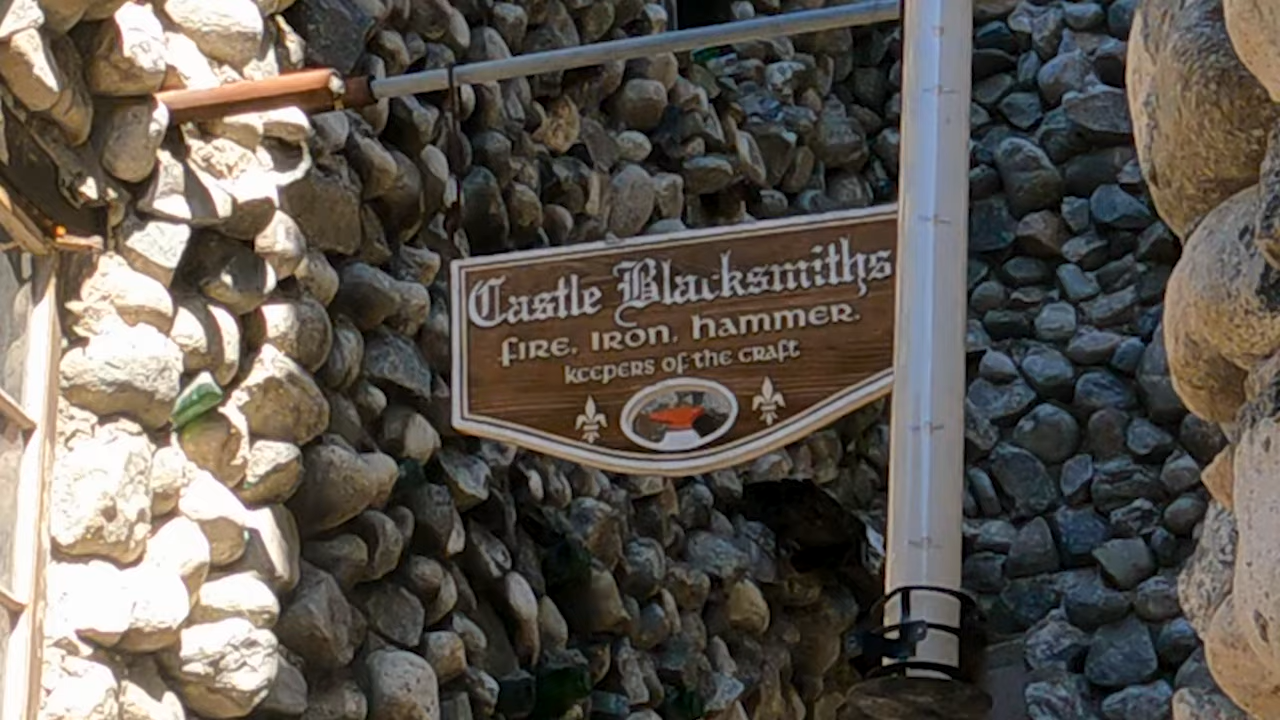 Castle Blacksmiths
FIRE, IRON, HAMMER.
KEEPERS OF THE CRAFT